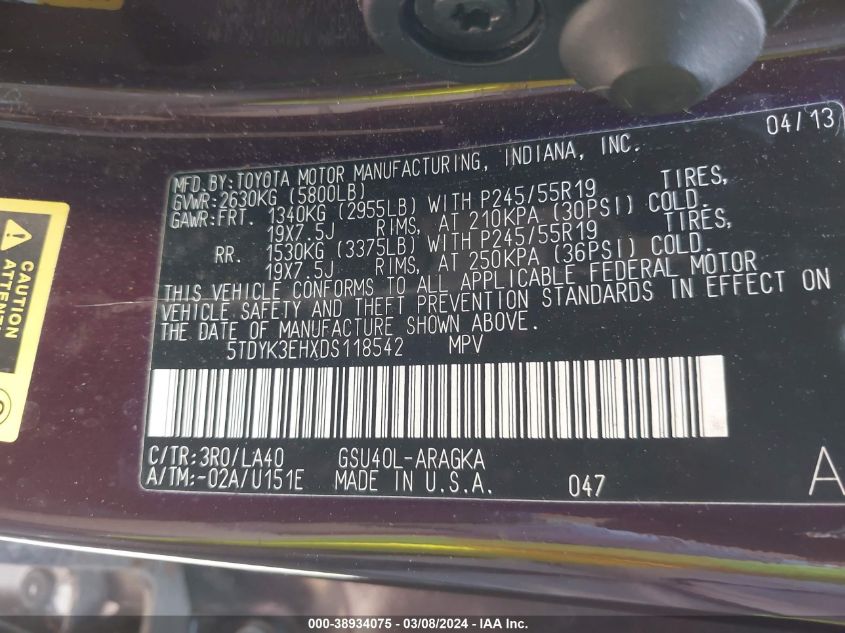 04/13
MFD.BY:TOYOTA MOTOR MANUFACTURING, INDIANA, INC.
GVWR:2630KG (5800LB)
GAWR:FRT. 1340KG (2955LB) WITH P245/55R19 TIRES,
19X7.5J RIMS, AT 210KPA (30PSI) COLD.
RR. 1530KG (3375LB) WITH P245/55R19 TIRES,
19X7.5J RIMS, AT 250KPA (36PSI) COLD.
THIS VEHICLE CONFORMS TO ALL APPLICABLE FEDERAL MOTOR
VEHICLE SAFETY AND THEFT PREVENTION STANDARDS IN EFFECT ON
THE DATE OF MANUFACTURE SHOWN ABOVE.
5TDYK3EHXDS118542 MPV
C/TR:3R0/LA40 GSU40L-ARAGKA
A/TM:-02A/U151E MADE IN U.S.A. 047
A
CAUTION
000-38934075 - 03/08/2024 - IAA Inc.